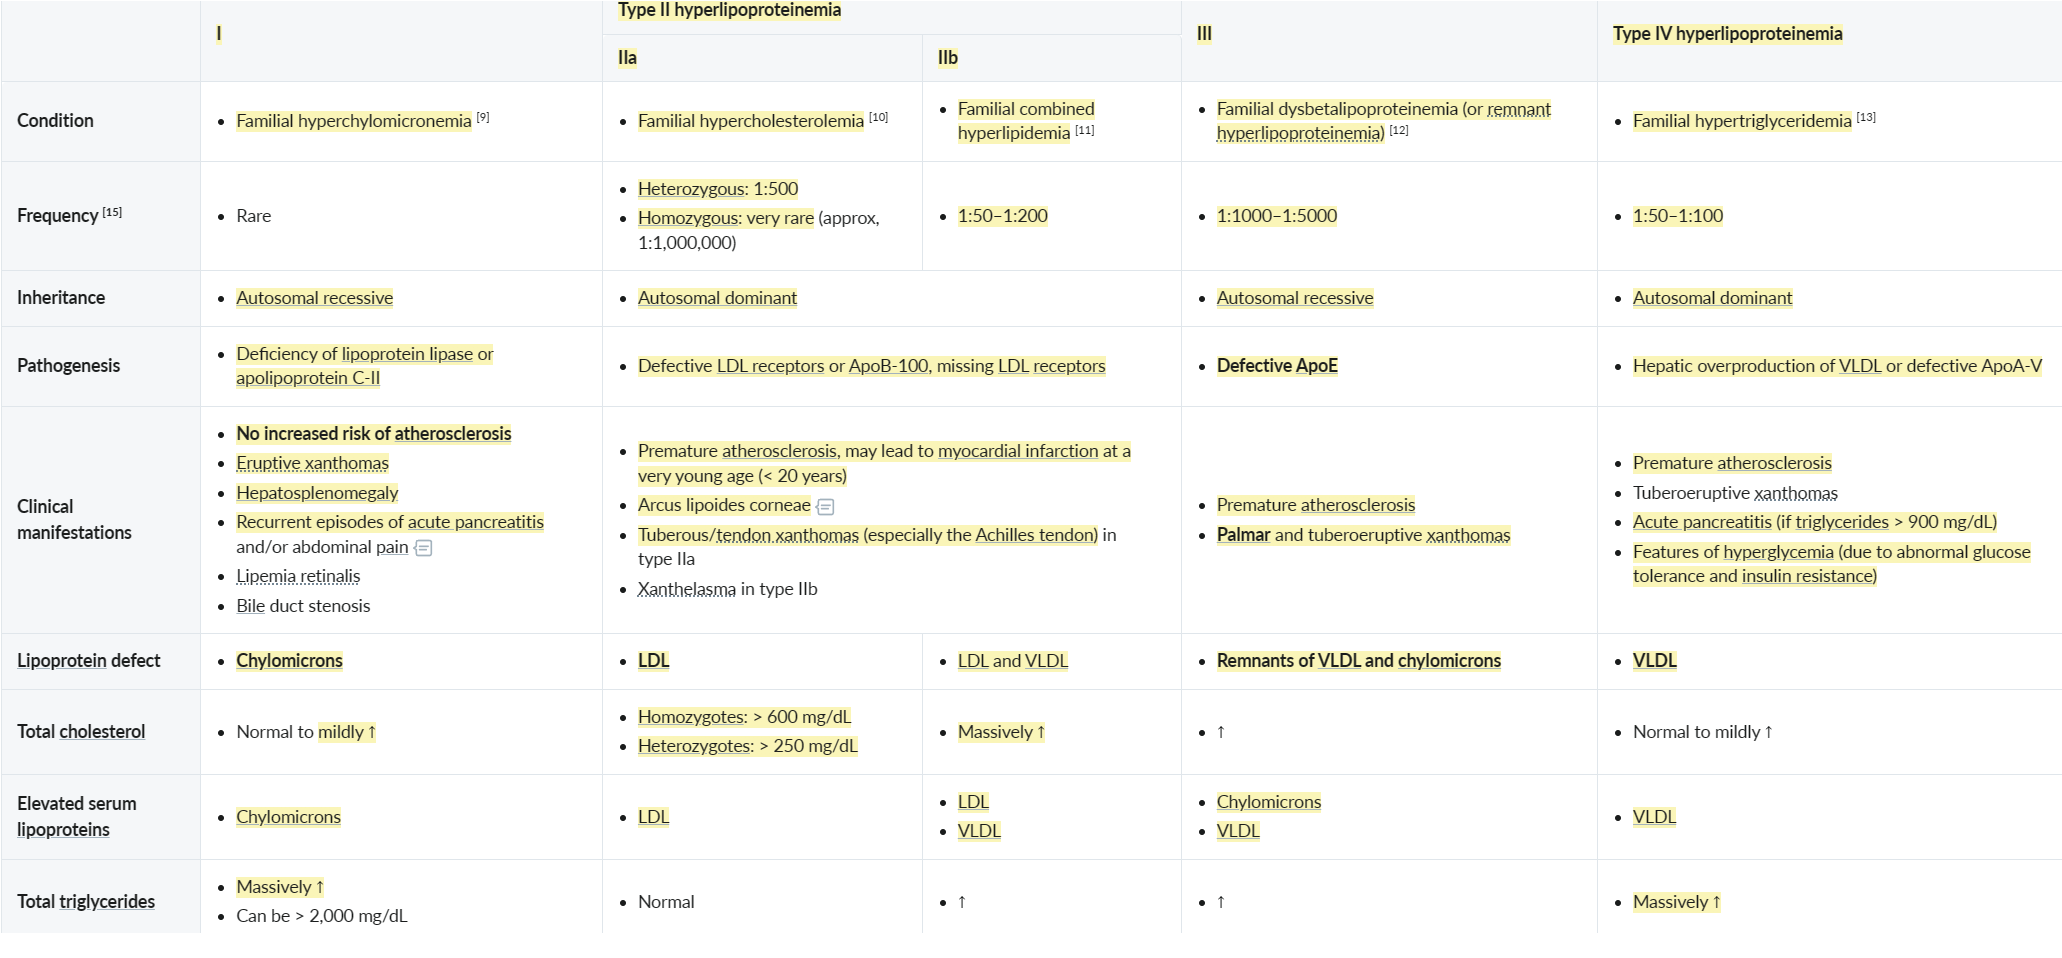 I
Type II hyperlipoproteinemia
III
Type IV hyperlipoproteinemia
IIa
IIb
Condition
Familial hyperchylomicronemia [9]
Familial hypercholesterolemia [10]
Familial combined
hyperlipidemia [11]
Familial dysbetalipoproteinemia (or remnant
hyperlipoproteinemia) [12]
Familial hypertriglyceridemia [13]
Frequency [15]
Rare
Heterozygous: 1:500
Homozygous: very rare (approx,
1:1,000,000)
1:50–1:200
1:1000–1:5000
1:50–1:100
Inheritance
Autosomal recessive
Autosomal dominant
Autosomal recessive
Autosomal dominant
Pathogenesis
Deficiency of lipoprotein lipase or
apolipoprotein C-II
Defective LDL receptors or ApoB-100, missing LDL receptors
Defective ApoE
Hepatic overproduction of VLDL or defective ApoA-V
Clinical
manifestations
No increased risk of atherosclerosis
Eruptive xanthomas
Hepatosplenomegaly
Recurrent episodes of acute pancreatitis
and/or abdominal pain
Lipemia retinalis
Bile duct stenosis
Premature atherosclerosis, may lead to myocardial infarction at a
very young age (< 20 years)
Arcus lipoides corneae
Tuberous/tendon xanthomas (especially the Achilles tendon) in
type IIa
Xanthelasma in type IIb
Premature atherosclerosis
Palmar and tuberoeruptive xanthomas
Premature atherosclerosis
Tuberoeruptive xanthomas
Acute pancreatitis (if triglycerides > 900 mg/dL)
Features of hyperglycemia (due to abnormal glucose
tolerance and insulin resistance)
Lipoprotein defect
Chylomicrons
LDL
LDL and VLDL
Remnants of VLDL and chylomicrons
VLDL
Total cholesterol
Normal to mildly ↑
Homozygotes: > 600 mg/dL
Heterozygotes: > 250 mg/dL
Massively ↑
↑
Normal to mildly ↑
Elevated serum
lipoproteins
Chylomicrons
LDL
LDL
VLDL
Chylomicrons
VLDL
VLDL
Total triglycerides
Massively ↑
Can be > 2,000 mg/dL
Normal
↑
↑
Massively ↑